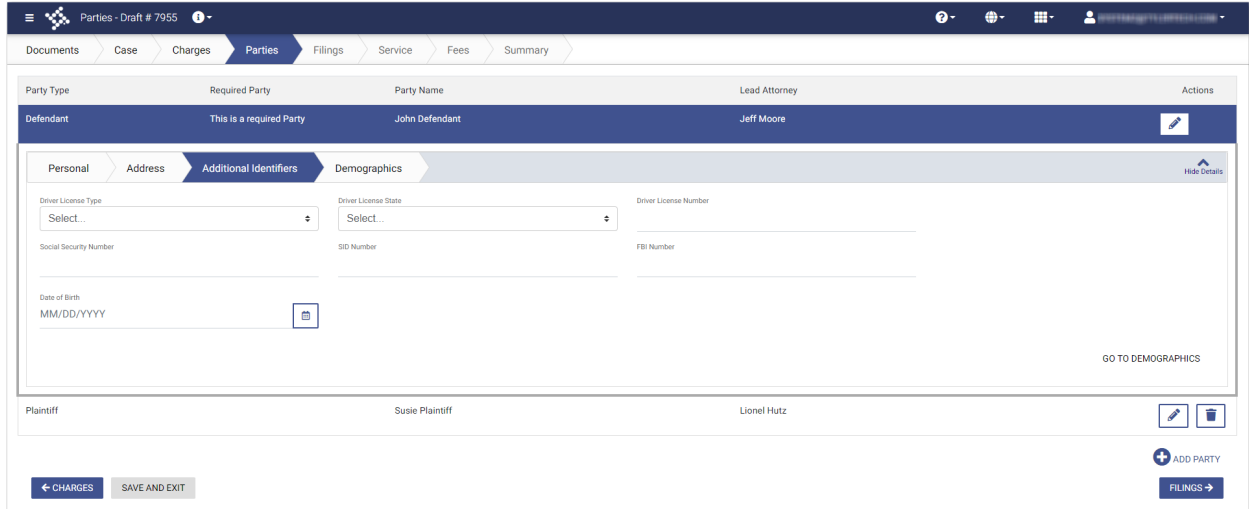 Parties - Draft # 7955
Documents Case Charges Parties Filings Service Fees Summary
Party Type Required Party Party Name Lead Attorney Actions
Defendant This is a required Party John Defendant Jeff Moore
Personal Address Additional Identifiers Demographics Hide Details
Driver License Type Driver License State Driver License Number
Select... Select...
Social Security Number SID Number FBI Number
Date of Birth
MM/DD/YYYY
GO TO DEMOGRAPHICS
Plaintiff Susie Plaintiff Lionel Hutz
ADD PARTY
CHARGES SAVE AND EXIT FILINGS